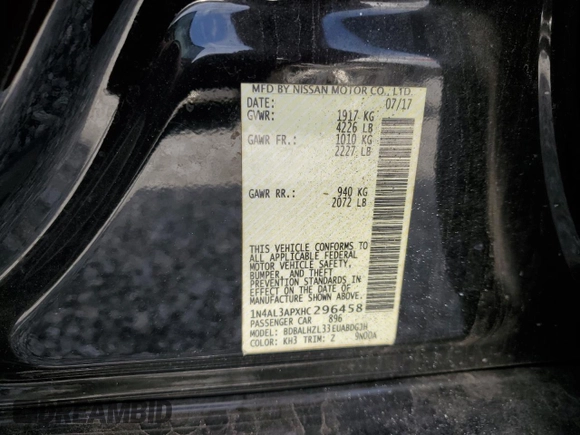 MFD BY NISSAN MOTOR CO., LTD.
DATE: 07/17
GVWR: 1917 KG
4226 LB
GAWR FR.: 1010 KG
2227 LB
GAWR RR.: 940 KG
2072 LB
THIS VEHICLE CONFORMS TO
ALL APPLICABLE FEDERAL
MOTOR VEHICLE SAFETY,
BUMPER, AND THEFT
PREVENTION STANDARDS IN
EFFECT ON THE DATE OF
MANUFACTURE SHOWN ABOVE.
1N4AL3APXHC296458
PASSENGER CAR 896
MODEL: BDBALHZL33EUABDG3H
COLOR: KH3 TRIM: Z 9N0DA
DREAMBID